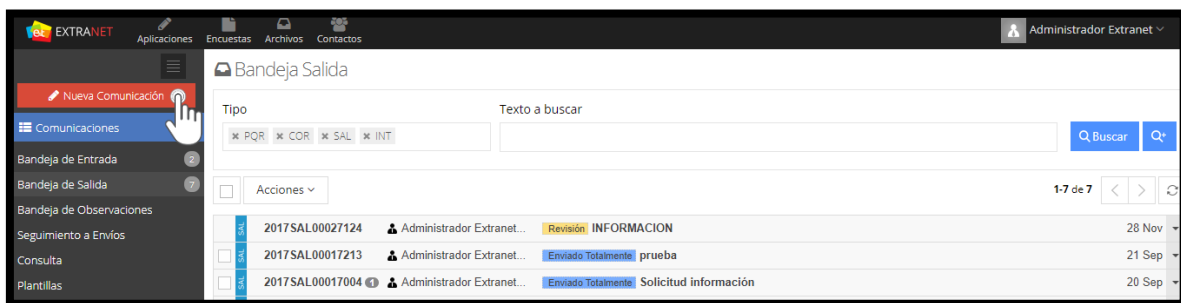 et EXTRANET Aplicaciones Encuestas Archivos Contactos Administrador Extranet
Bandeja Salida
Nueva Comunicación
Tipo Texto a buscar
Comunicaciones
× PQR × COR × SAL × INT Buscar
Bandeja de Entrada 2
Bandeja de Salida 7
Acciones 1-7 de 7
Bandeja de Observaciones
Seguimiento a Envíos
SAL 2017SAL00027124 Administrador Extranet... Revisión INFORMACION 28 Nov
Consulta
SAL 2017SAL00017213 Administrador Extranet... Enviado Totalmente prueba 21 Sep
Plantillas
SAL 2017SAL00017004 1 Administrador Extranet... Enviado Totalmente Solicitud información 20 Sep